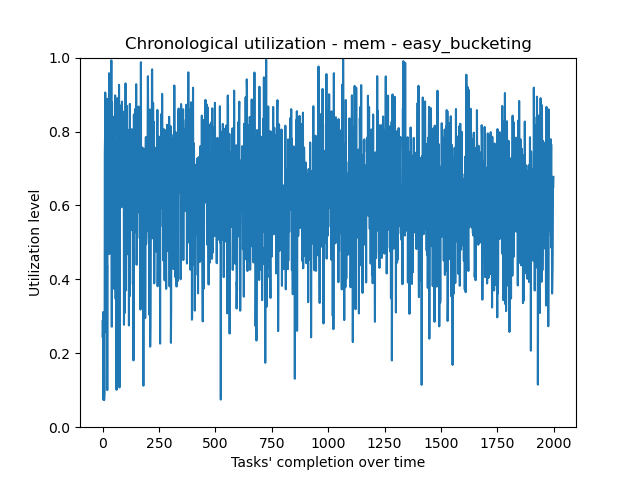 Chronological utilization - mem - easy_bucketing
1.0
0.8
0.6
0.4
0.2
0.0
Utilization level
0 250 500 750 1000 1250 1500 1750 2000
Tasks' completion over time